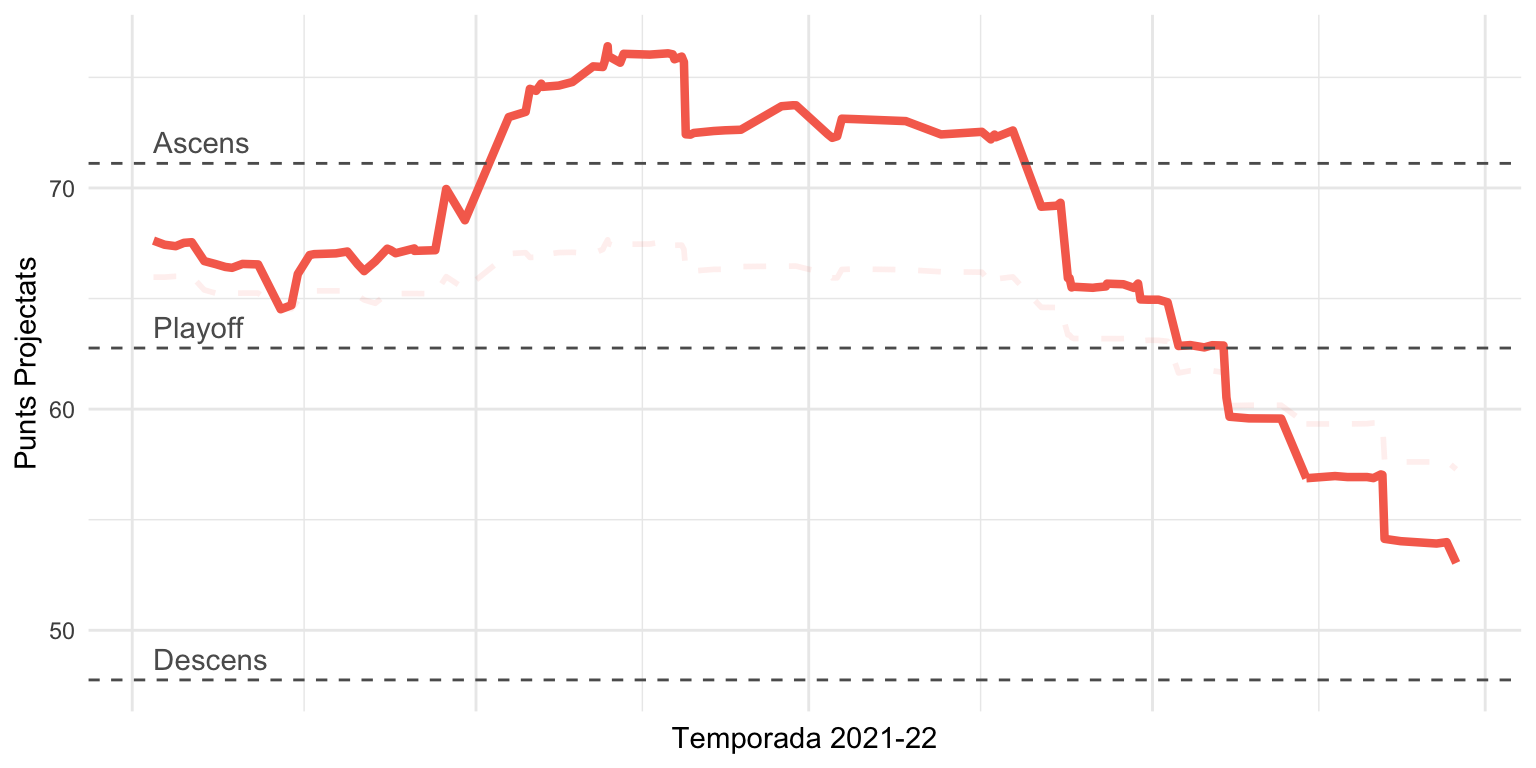 Ascens
70
Playoff
60
50
Descens
Punts Projectats
Temporada 2021-22